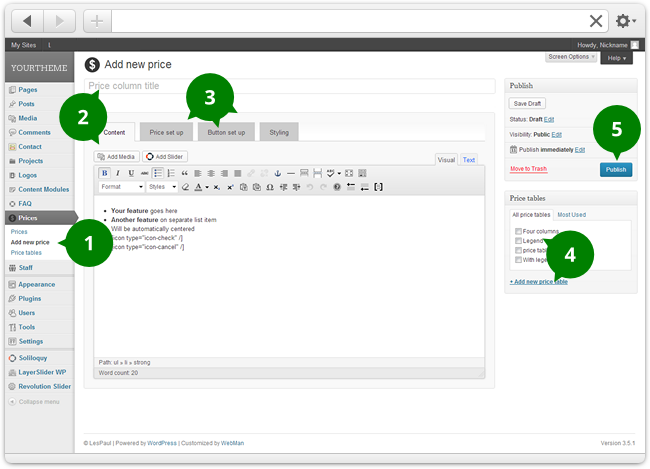 My Sites
Howdy, Nickname
YOURTHEME
Pages
Posts
Media
Comments
Contact
Projects
Logos
Content Modules
FAQ
Prices
Prices
Add new price
Price tables
Staff
Appearance
Plugins
Users
Tools
Settings
Soliloquy
LayerSlider WP
Revolution Slider
Collapse menu
1
Screen Options
Help
$ Add new price
Price column title
2
3
Content
Price set up
Button set up
Styling
Add Media
Add Slider
Visual
Text
B I U ABC
Format
Styles
Your feature goes here
Another feature on separate list item
Will be automatically centered
icon type="icon-check" /]
icon type="icon-cancel" /]
Path: ul » li » strong
Word count: 20
Publish
Save Draft
Status: Draft Edit
Visibility: Public Edit
Publish immediately Edit
5
Move to Trash
Publish
Price tables
All price tables
Most Used
Four columns
Legend
price tab
With lege
4
+ Add new price table
© LesPaul | Powered by WordPress | Customized by WebMan
Version 3.5.1